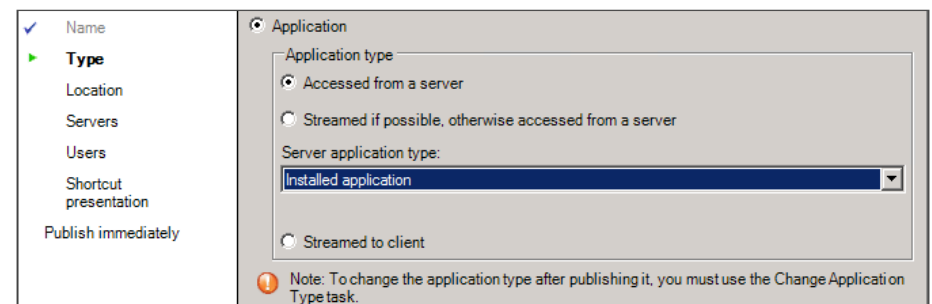 Name
Type
Location
Servers
Users
Shortcut
presentation
Publish immediately
Application
Application type
Accessed from a server
Streamed if possible, otherwise accessed from a server
Server application type:
Installed application
Streamed to client
Note: To change the application type after publishing it, you must use the Change Application
Type task.